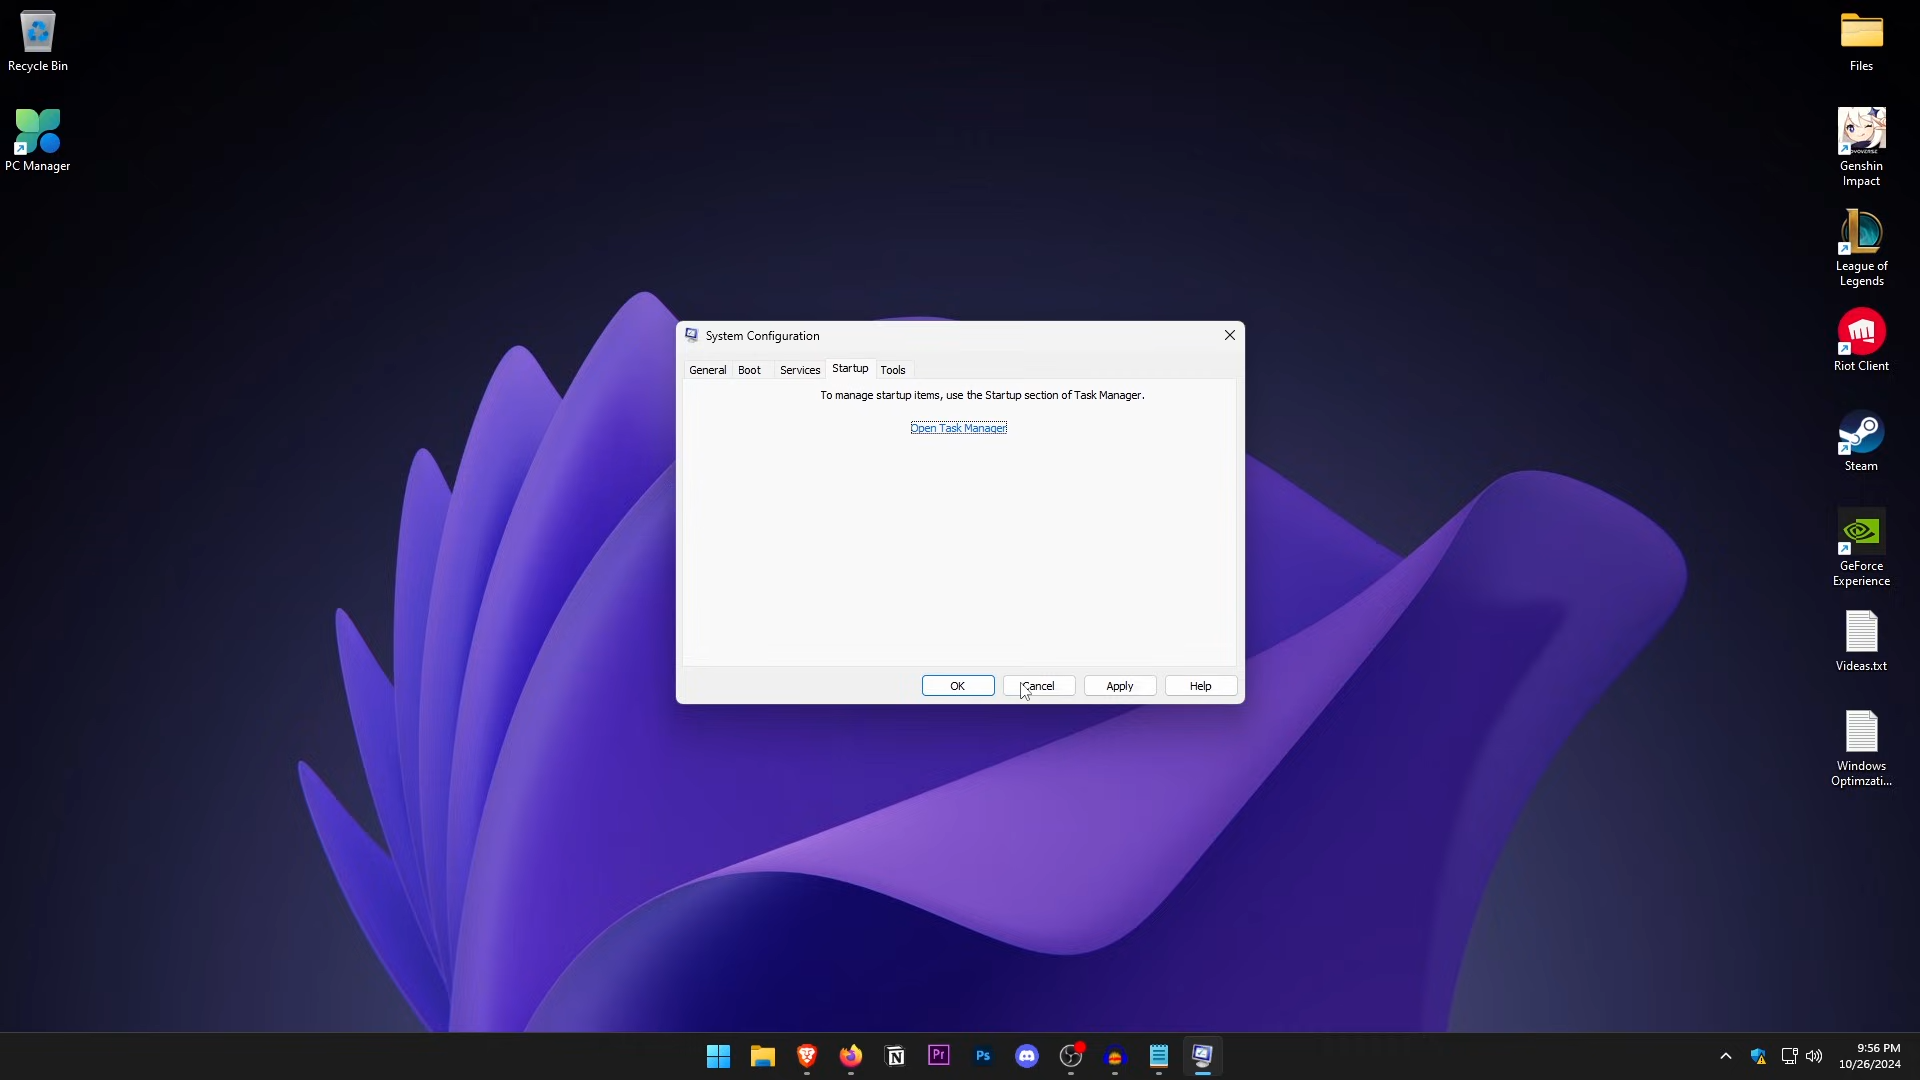 Recycle Bin
PC Manager
Files
Genshin
Impact
League of
Legends
Riot Client
Steam
GeForce
Experience
Videas.txt
Windows
Optimzati...
System Configuration
General Boot Services Startup Tools
To manage startup items, use the Startup section of Task Manager.
Open Task Manager
OK Cancel Apply Help
Pr
Ps
9:56 PM
10/26/2024